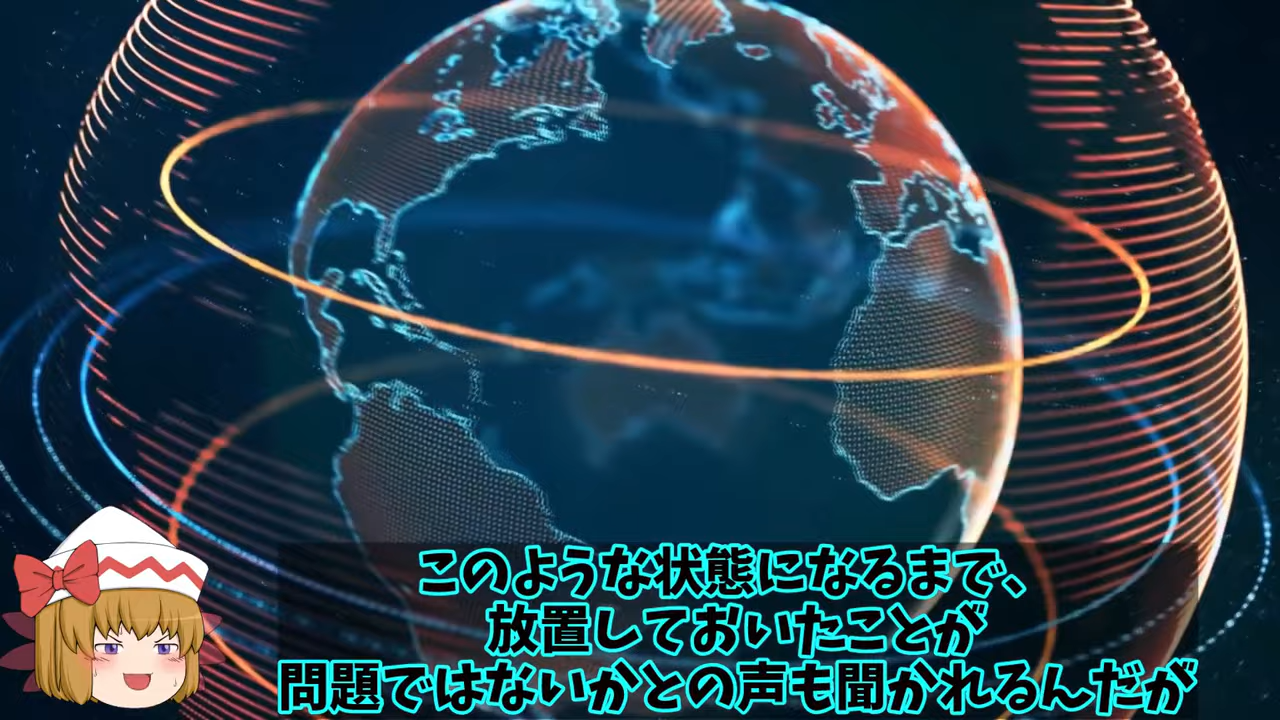 このような状態になるまで、
放置しておいたことが
問題ではないかとの声も聞かれるんだが